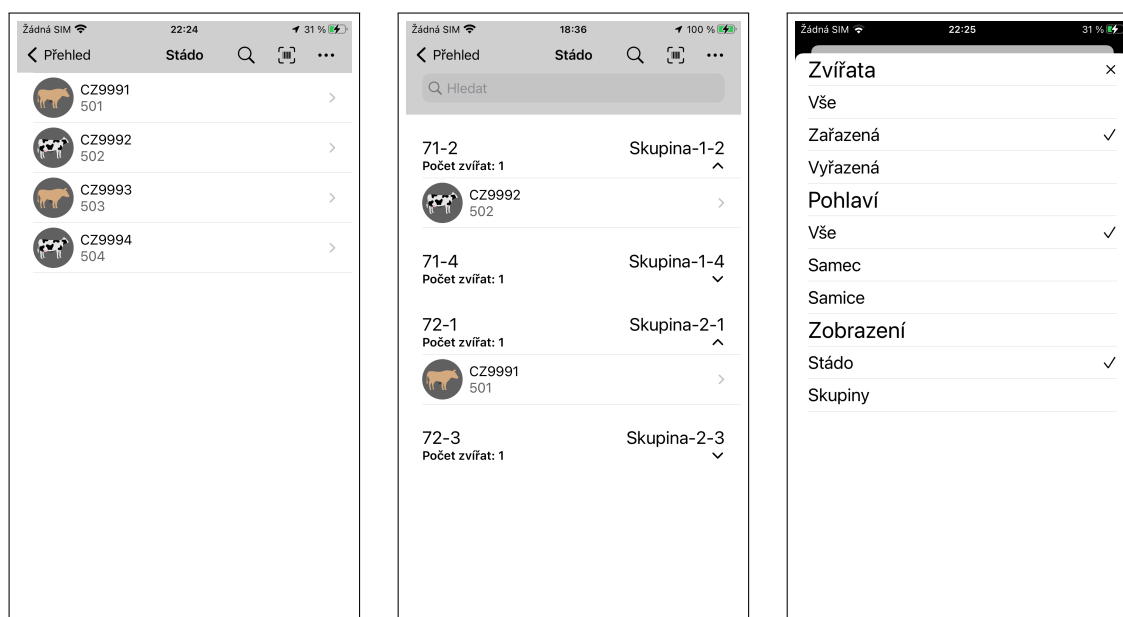 Žádná SIM 22:24 31 %
Přehled Stádo
CZ9991
501
CZ9992
502
CZ9993
503
CZ9994
504
Žádná SIM 18:36 100 %
Přehled Stádo
Hledat
71-2 Skupina-1-2
Počet zvířat: 1
CZ9992
502
71-4 Skupina-1-4
Počet zvířat: 1
72-1 Skupina-2-1
Počet zvířat: 1
CZ9991
501
72-3 Skupina-2-3
Počet zvířat: 1
Žádná SIM 22:25 31 %
Zvířata
Vše
Zařazená
Vyřazená
Pohlaví
Vše
Samec
Samice
Zobrazení
Stádo
Skupiny